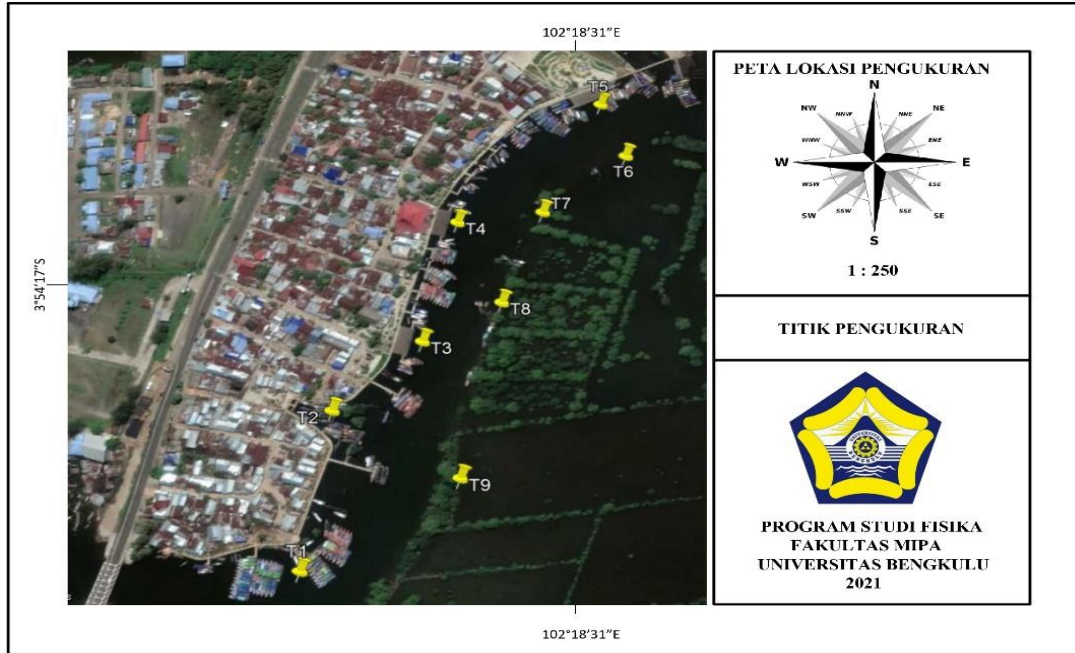 102°18'31"E
3°54'17"S
T5
T6
T7
T4
T8
T3
T2
T9
T1
102°18'31"E
PETA LOKASI PENGUKURAN
N
NNW
NNE
NW
NE
WNW
ENE
W
E
WSW
ESE
SW
SE
SSW
SSE
S
1 : 250
TITIK PENGUKURAN
UNIVERSITAS
BENGKULU
PROGRAM STUDI FISIKA
FAKULTAS MIPA
UNIVERSITAS BENGKULU
2021